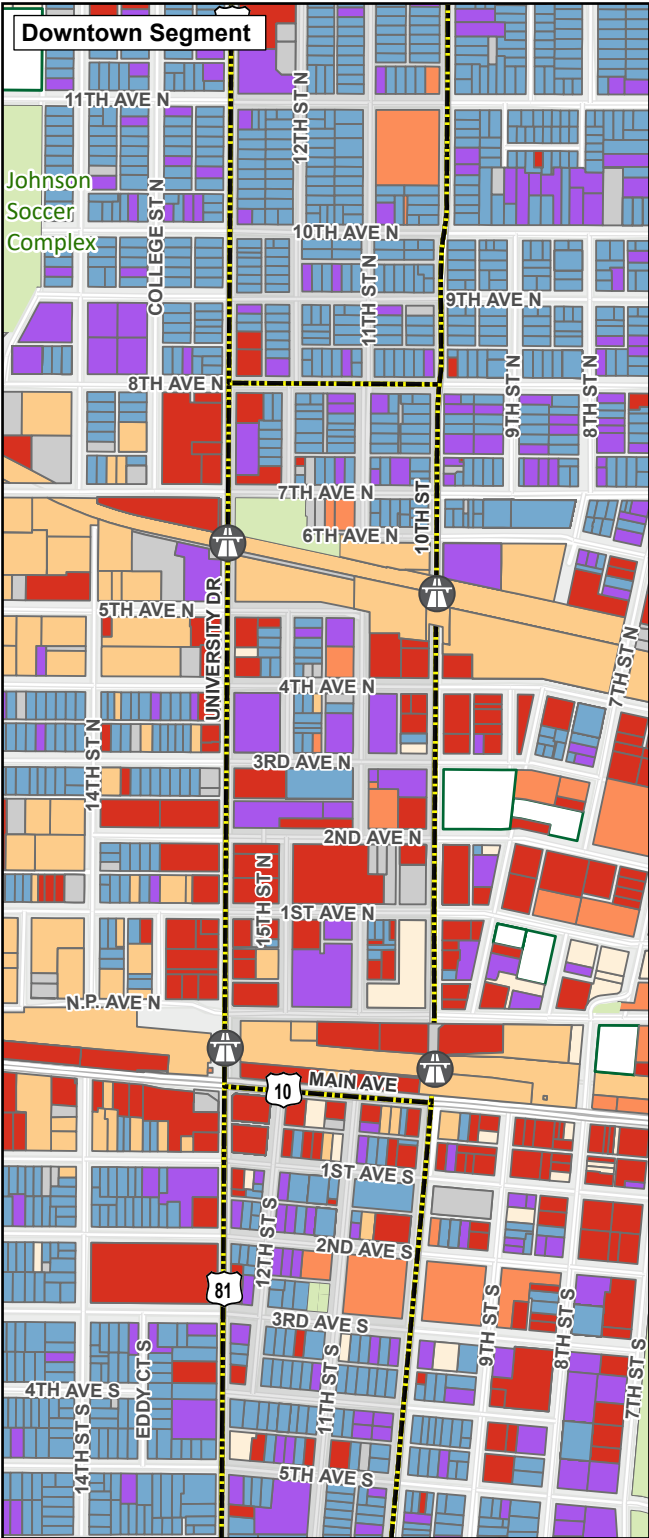 Downtown Segment
11TH AVE N
12TH ST N
Johnson
Soccer
Complex
COLLEGE ST N
10TH AVE N
11TH ST N
9TH AVE N
8TH AVE N
9TH ST N
8TH ST N
7TH AVE N
10TH ST
6TH AVE N
UNIVERSITY DR
5TH AVE N
7TH ST N
4TH AVE N
14TH ST N
3RD AVE N
2ND AVE N
15TH ST N
1ST AVE N
N.P. AVE N
MAIN AVE
10
1ST AVE S
12TH ST S
2ND AVE S
81
3RD AVE S
9TH ST S
8TH ST S
7TH ST S
EDDY CT S
11TH ST S
4TH AVE S
14TH ST S
5TH AVE S